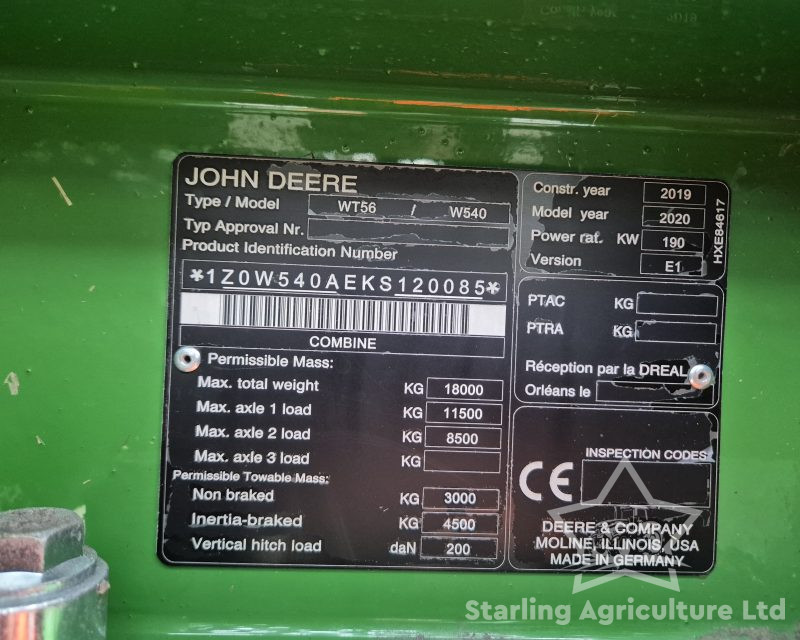 JOHN DEERE
Type / Model WT56 / W540
Typ Approval Nr.
Product Identification Number
*1Z0W540AEKS120085*
COMBINE
Permissible Mass:
Max. total weight KG 18000
Max. axle 1 load KG 11500
Max. axle 2 load KG 8500
Max. axle 3 load KG
Permissible Towable Mass:
Non braked KG 3000
Inertia-braked KG 4500
Vertical hitch load daN 200
Constr. year 2019
Model year 2020
Power rat. KW 190
Version E1
HXE84617
PTAC KG
PTRA KG
Réception par la DREAL
Orléans le
INSPECTION CODES
CE
DEERE & COMPANY
MOLINE, ILLINOIS, USA
MADE IN GERMANY
Starling Agriculture Ltd